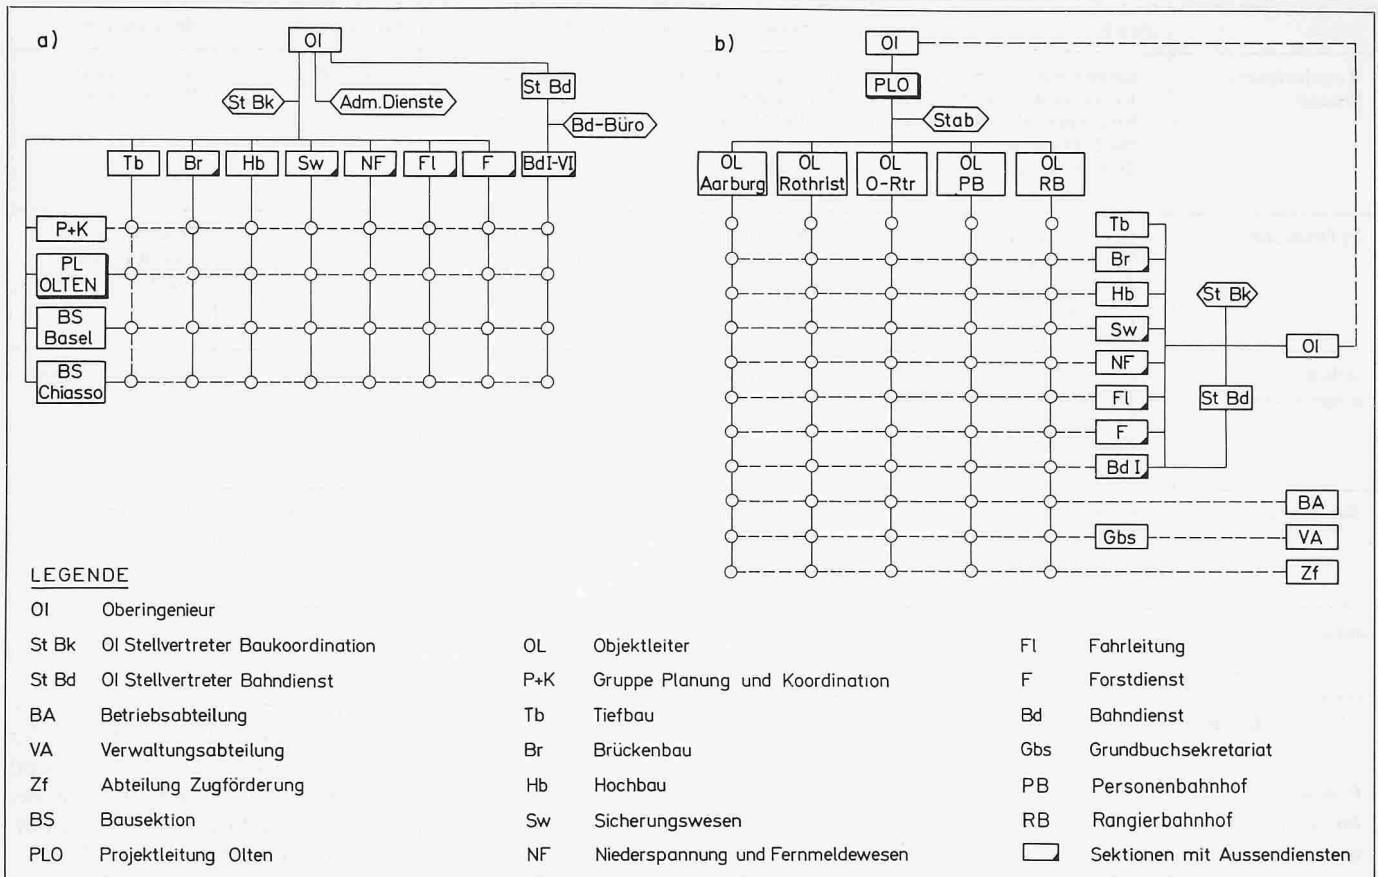 a)
OI
St Bk
Adm.Dienste
St Bd
Bd-Büro
Tb Br Hb Sw NF Fl F Bd I-VI
P+K
PL
OLTEN
BS
Basel
BS
Chiasso
b)
OI
PLO
Stab
OL
Aarburg
OL
Rothrist
OL
O-Rtr
OL
PB
OL
RB
Tb
Br
Hb
St Bk
Sw
OI
NF
Fl
St Bd
F
Bd I
BA
Gbs VA
Zf
LEGENDE
OI Oberingenieur
St Bk OI Stellvertreter Baukoordination
St Bd OI Stellvertreter Bahndienst
BA Betriebsabteilung
VA Verwaltungsabteilung
Zf Abteilung Zugförderung
BS Bausektion
PLO Projektleitung Olten
OL Objektleiter
P+K Gruppe Planung und Koordination
Tb Tiefbau
Br Brückenbau
Hb Hochbau
Sw Sicherungswesen
NF Niederspannung und Fernmeldewesen
Fl Fahrleitung
F Forstdienst
Bd Bahndienst
Gbs Grundbuchsekretariat
PB Personenbahnhof
RB Rangierbahnhof
Sektionen mit Aussendiensten